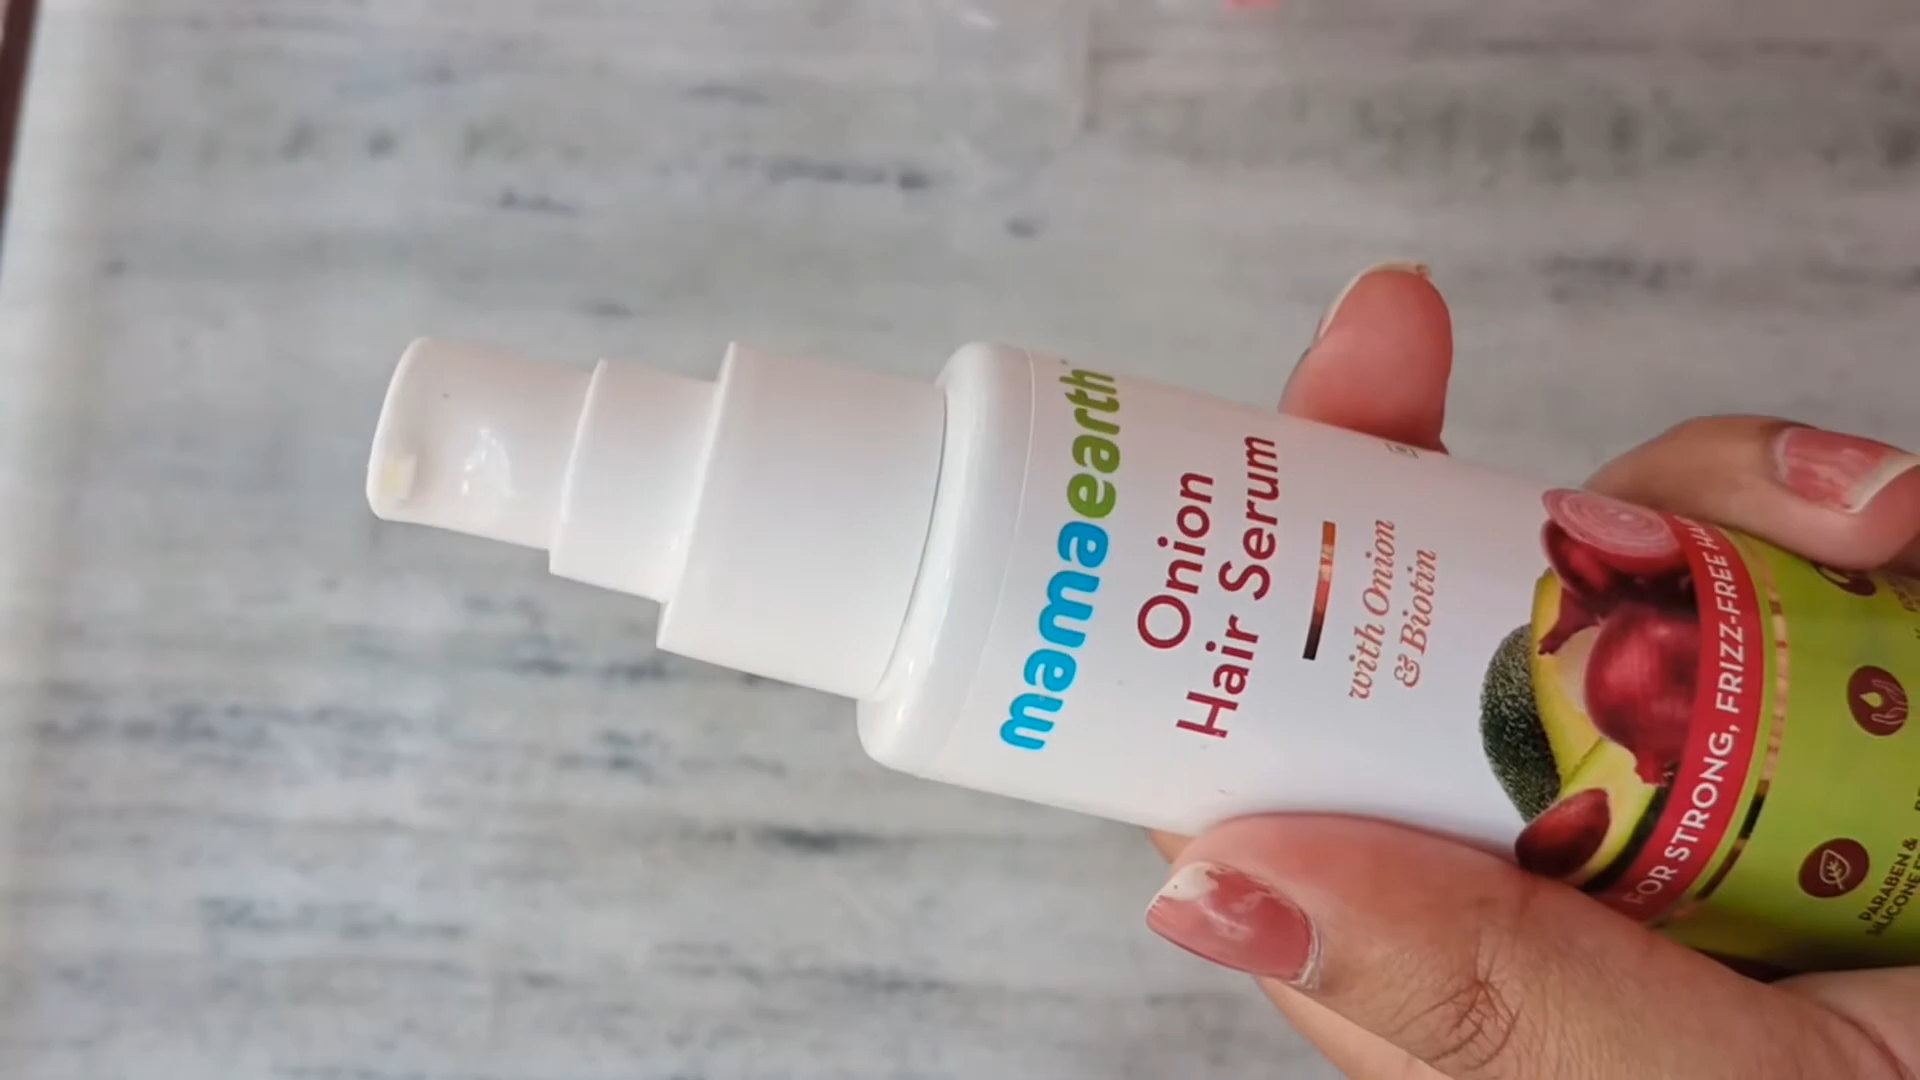 mamaearth
Onion
Hair Serum
with Onion
& Biotin
FOR STRONG, FRIZZ-FREE
PARABEN &